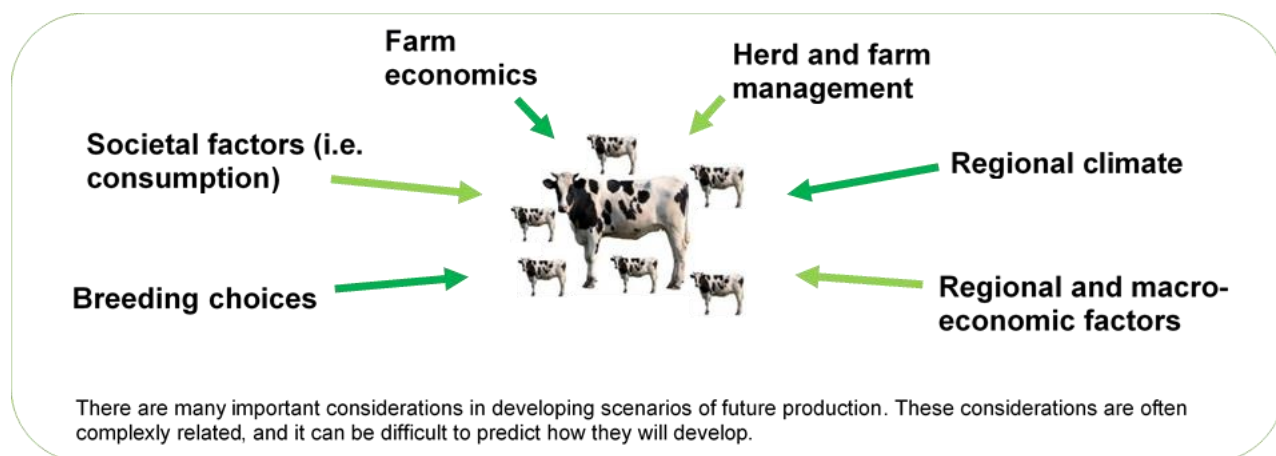 Farm
economics
Herd and farm
management
Societal factors (i.e.
consumption)
Regional climate
Breeding choices
Regional and macro-
economic factors
There are many important considerations in developing scenarios of future production. These considerations are often
complexly related, and it can be difficult to predict how they will develop.